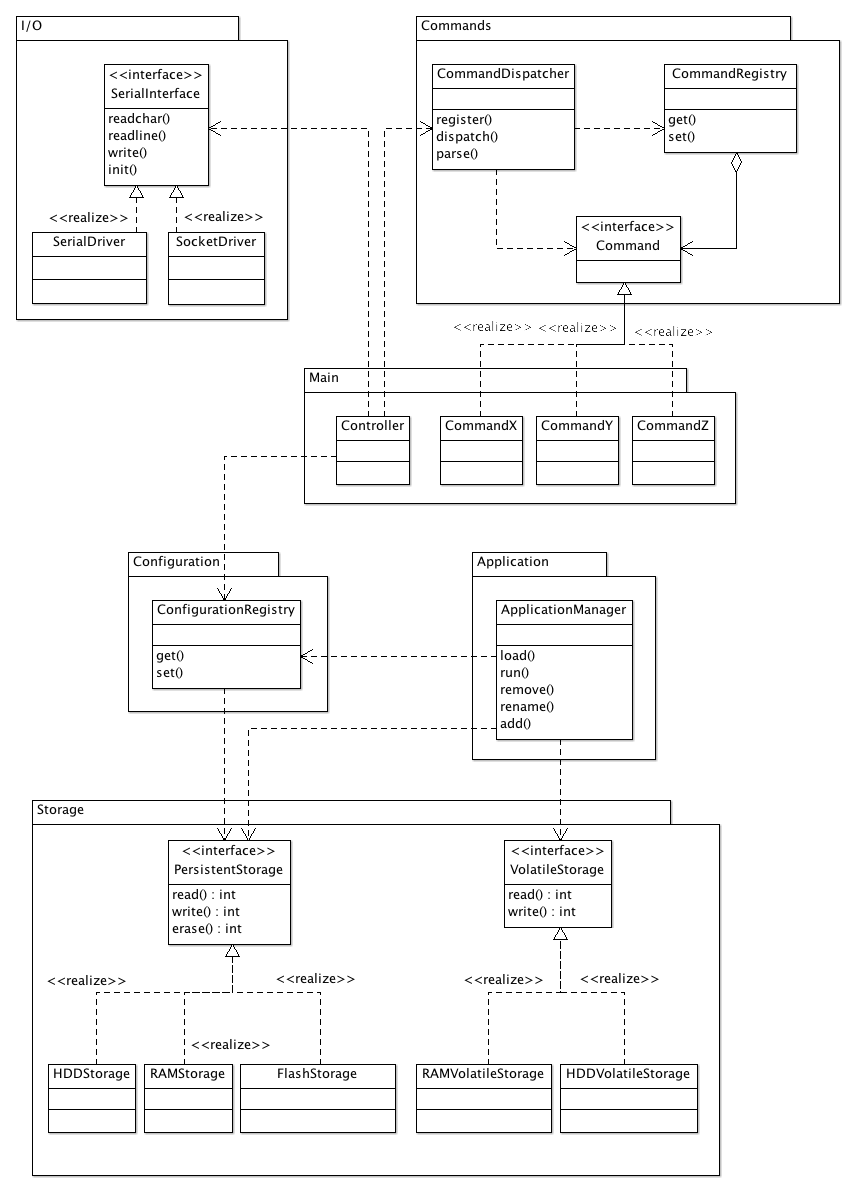 I/O
<<interface>>
SerialInterface
readchar()
readline()
write()
init()
<<realize>>
<<realize>>
SerialDriver
SocketDriver
Commands
CommandDispatcher
register()
dispatch()
parse()
CommandRegistry
get()
set()
<<interface>>
Command
<<realize>>
<<realize>>
<<realize>>
Main
Controller
CommandX
CommandY
CommandZ
Configuration
ConfigurationRegistry
get()
set()
Application
ApplicationManager
load()
run()
remove()
rename()
add()
Storage
<<interface>>
PersistentStorage
read() : int
write() : int
erase() : int
<<interface>>
VolatileStorage
read() : int
write() : int
<<realize>>
<<realize>>
<<realize>>
<<realize>>
<<realize>>
HDDStorage
RAMStorage
FlashStorage
RAMVolatileStorage
HDDVolatileStorage